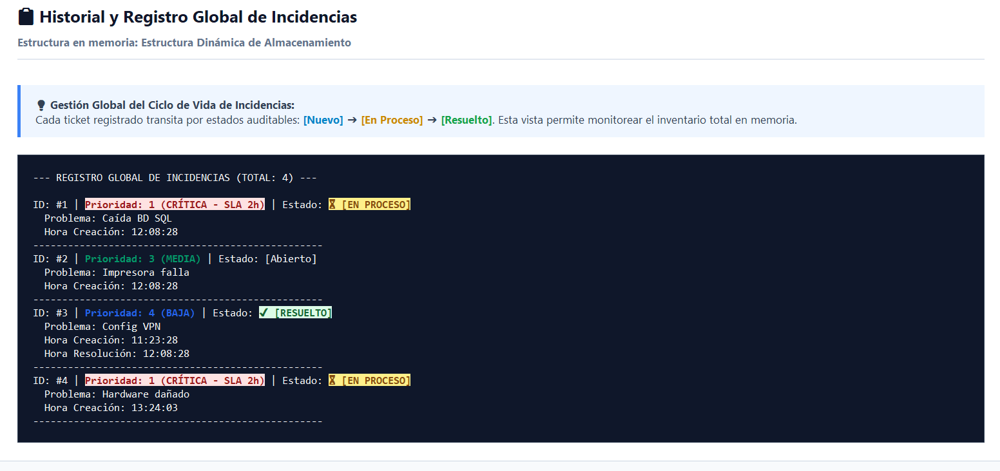 Historial y Registro Global de Incidencias
Estructura en memoria: Estructura Dinámica de Almacenamiento
Gestión Global del Ciclo de Vida de Incidencias:
Cada ticket registrado transita por estados auditables: [Nuevo] ➔ [En Proceso] ➔ [Resuelto]. Esta vista permite monitorear el inventario total en memoria.
--- REGISTRO GLOBAL DE INCIDENCIAS (TOTAL: 4) ---
ID: #1 | Prioridad: 1 (CRÍTICA - SLA 2h) | Estado: ⌛ [EN PROCESO]
Problema: Caída BD SQL
Hora Creación: 12:08:28
--------------------------------------------------
ID: #2 | Prioridad: 3 (MEDIA) | Estado: [Abierto]
Problema: Impresora falla
Hora Creación: 12:08:28
--------------------------------------------------
ID: #3 | Prioridad: 4 (BAJA) | Estado: ✔ [RESUELTO]
Problema: Config VPN
Hora Creación: 11:23:28
Hora Resolución: 12:08:28
--------------------------------------------------
ID: #4 | Prioridad: 1 (CRÍTICA - SLA 2h) | Estado: ⌛ [EN PROCESO]
Problema: Hardware dañado
Hora Creación: 13:24:03
--------------------------------------------------